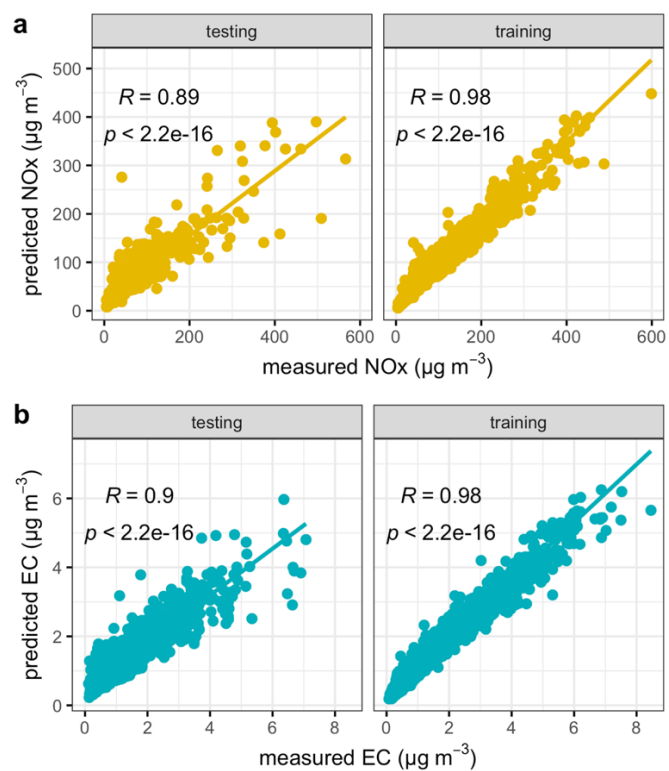 a
testing training
R = 0.89 R = 0.98
p < 2.2e-16 p < 2.2e-16
predicted NOx (µg m⁻³)
500
400
300
200
100
0
0 200 400 600 0 200 400 600
measured NOx (µg m⁻³)
b
testing training
R = 0.9 R = 0.98
p < 2.2e-16 p < 2.2e-16
predicted EC (µg m⁻³)
6
4
2
0
0 2 4 6 8 0 2 4 6 8
measured EC (µg m⁻³)